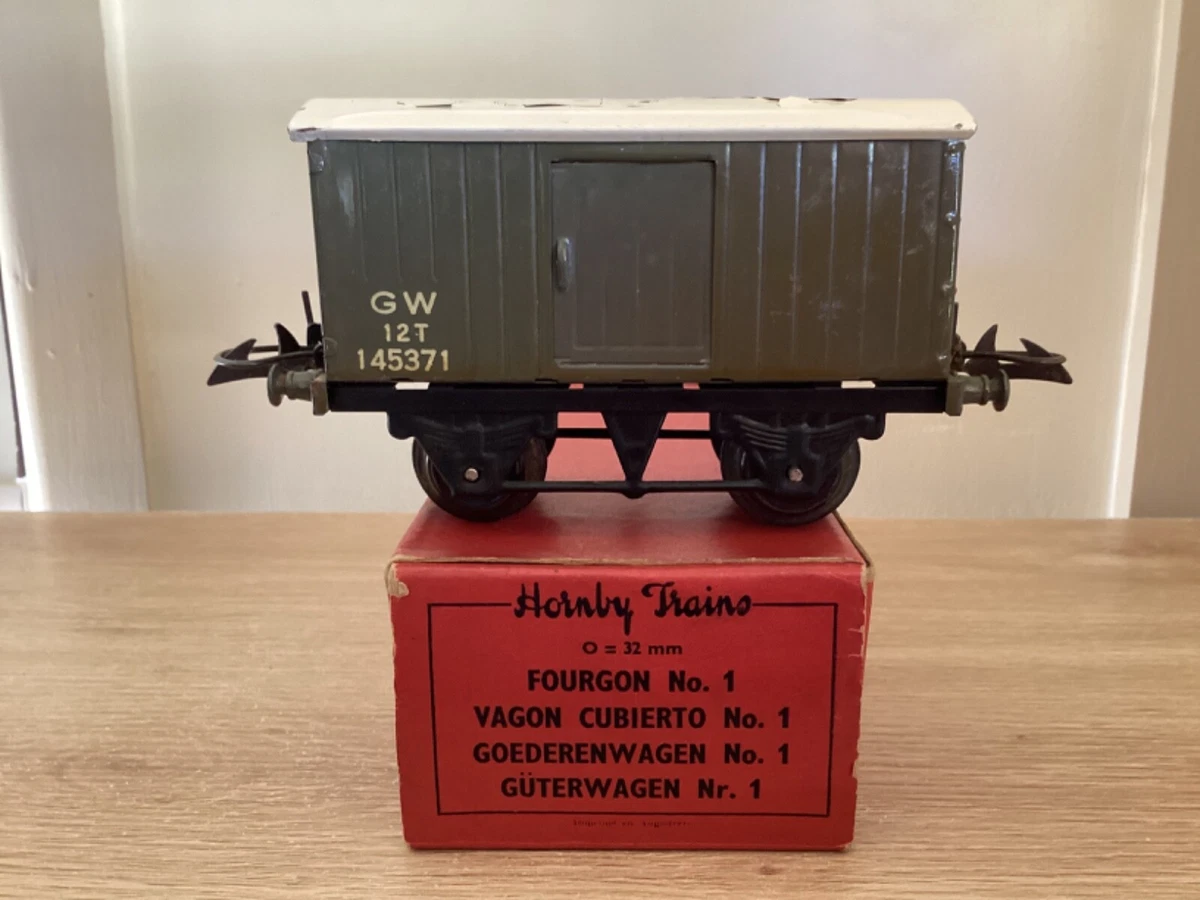 GW
12T
145371
Hornby Trains
O = 32 mm
FOURGON No. 1
VAGON CUBIERTO No. 1
GOEDERENWAGEN No. 1
GÜTERWAGEN Nr. 1